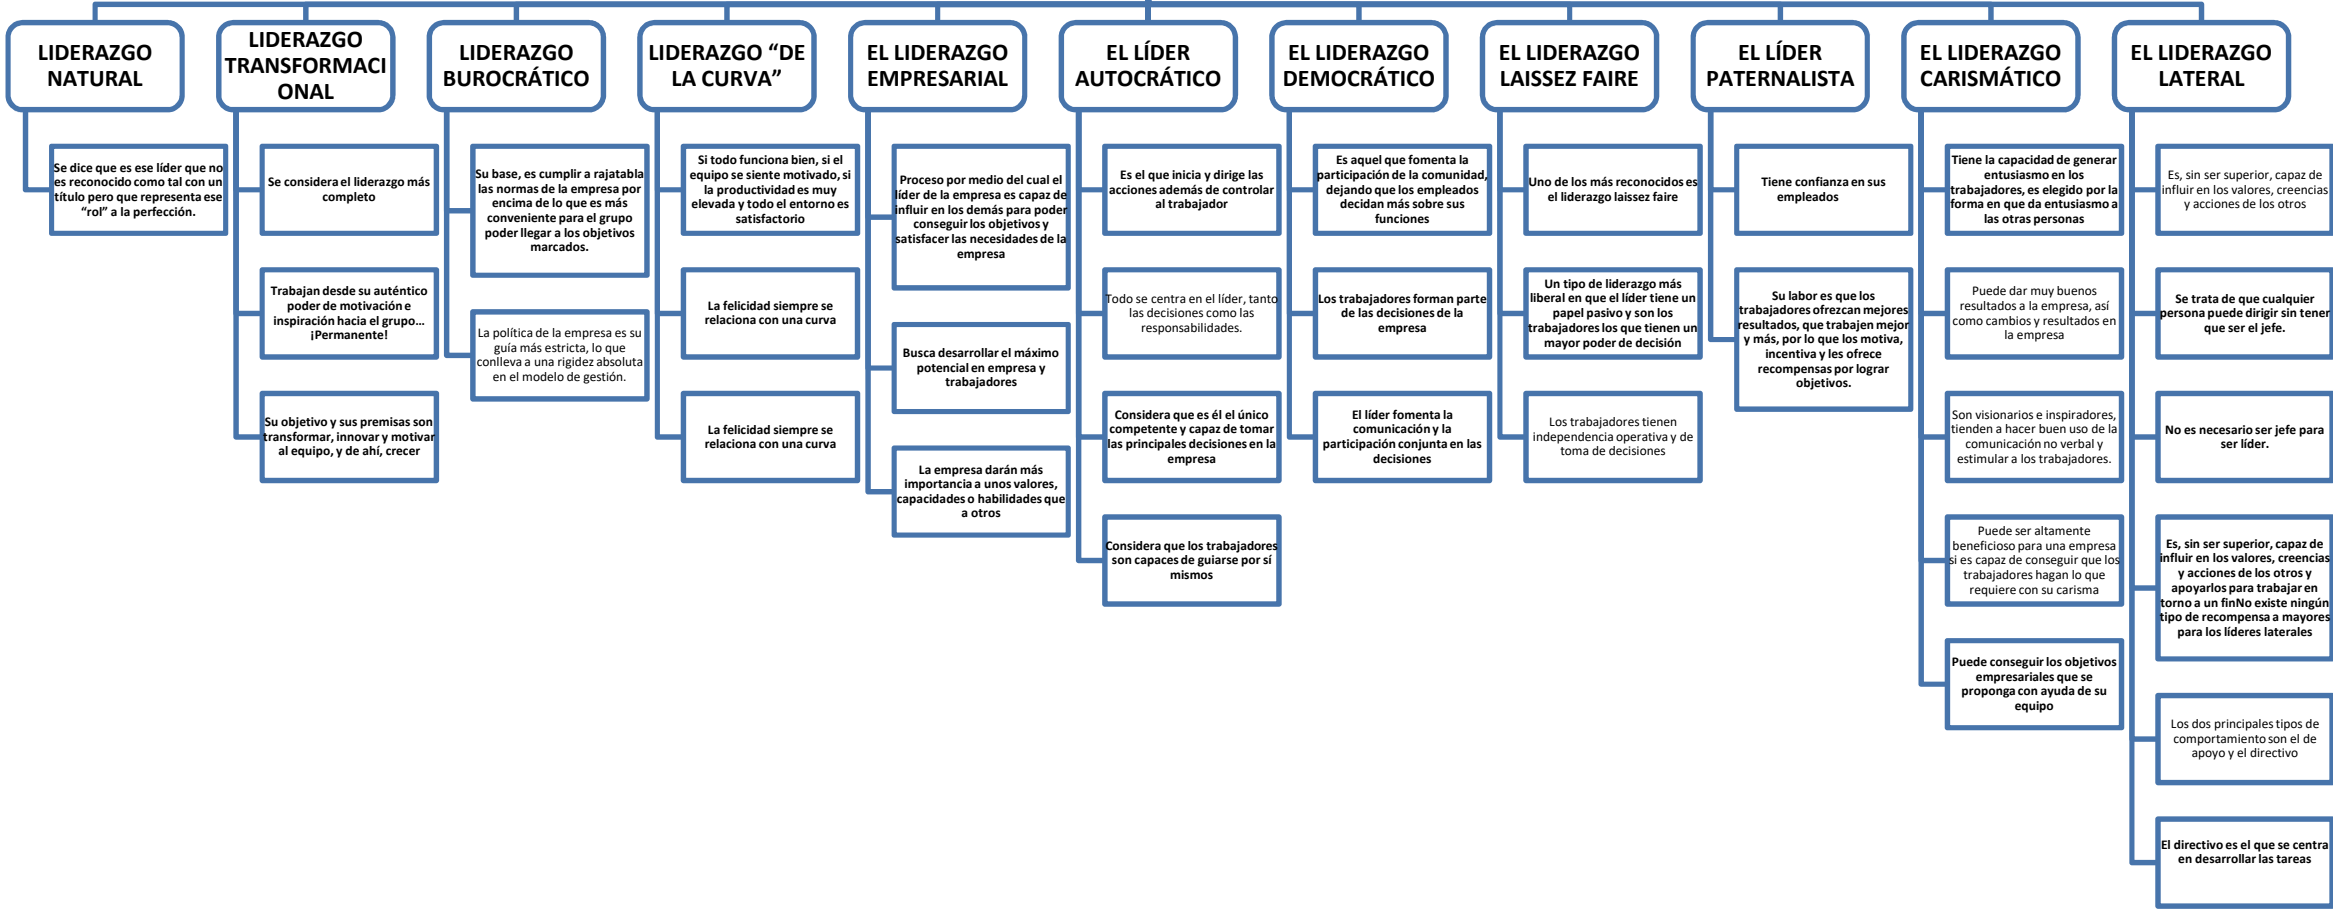 LIDERAZGO
NATURAL
Se dice que es ese líder que no
es reconocido como tal con un
título pero que representa ese
“rol” a la perfección.
LIDERAZGO
TRANSFORMACI
ONAL
Se considera el liderazgo más
completo
Trabajan desde su auténtico
poder de motivación e
inspiración hacia el grupo…
¡Permanente!
Su objetivo y sus premisas son
transformar, innovar y motivar
al equipo, y de ahí, crecer
LIDERAZGO
BUROCRÁTICO
Su base, es cumplir a rajatabla
las normas de la empresa por
encima de lo que es más
conveniente para el grupo
poder llegar a los objetivos
marcados.
La política de la empresa es su
guía más estricta, lo que
conlleva a una rigidez absoluta
en el modelo de gestión.
LIDERAZGO “DE
LA CURVA”
Si todo funciona bien, si el
equipo se siente motivado, si
la productividad es muy
elevada y todo el entorno es
satisfactorio
La felicidad siempre se
relaciona con una curva
La felicidad siempre se
relaciona con una curva
EL LIDERAZGO
EMPRESARIAL
Proceso por medio del cual el
líder de la empresa es capaz de
influir en los demás para poder
conseguir los objetivos y
satisfacer las necesidades de la
empresa
Busca desarrollar el máximo
potencial en empresa y
trabajadores
La empresa darán más
importancia a unos valores,
capacidades o habilidades que
a otros
EL LÍDER
AUTOCRÁTICO
Es el que inicia y dirige las
acciones además de controlar
al trabajador
Todo se centra en el líder, tanto
las decisiones como las
responsabilidades.
Considera que es él el único
competente y capaz de tomar
las principales decisiones en la
empresa
Considera que los trabajadores
son capaces de guiarse por sí
mismos
EL LIDERAZGO
DEMOCRÁTICO
Es aquel que fomenta la
participación de la comunidad,
dejando que los empleados
decidan más sobre sus
funciones
Los trabajadores forman parte
de las decisiones de la
empresa
El líder fomenta la
comunicación y la
participación conjunta en las
decisiones
EL LIDERAZGO
LAISSEZ FAIRE
Uno de los más reconocidos es
el liderazgo laissez faire
Un tipo de liderazgo más
liberal en que el líder tiene un
papel pasivo y son los
trabajadores los que tienen un
mayor poder de decisión
Los trabajadores tienen
independencia operativa y de
toma de decisiones
EL LÍDER
PATERNALISTA
Tiene confianza en sus
empleados
Su labor es que los
trabajadores ofrezcan mejores
resultados, que trabajen mejor
y más, por lo que los motiva,
incentiva y les ofrece
recompensas por lograr
objetivos.
EL LIDERAZGO
CARISMÁTICO
Tiene la capacidad de generar
entusiasmo en los
trabajadores, es elegido por la
forma en que da entusiasmo a
las otras personas
Puede dar muy buenos
resultados a la empresa, así
como cambios y resultados en
la empresa
Son visionarios e inspiradores,
tienden a hacer buen uso de la
comunicación no verbal y
estimular a los trabajadores.
Puede ser altamente
beneficioso para una empresa
si es capaz de conseguir que los
trabajadores hagan lo que
requiere con su carisma
Puede conseguir los objetivos
empresariales que se
proponga con ayuda de su
equipo
EL LIDERAZGO
LATERAL
Es, sin ser superior, capaz de
influir en los valores, creencias
y acciones de los otros
Se trata de que cualquier
persona puede dirigir sin tener
que ser el jefe.
No es necesario ser jefe para
ser líder.
Es, sin ser superior, capaz de
influir en los valores, creencias
y acciones de los otros y
apoyarlos para trabajar en
torno a un finNo existe ningún
tipo de recompensa a mayores
para los líderes laterales
Los dos principales tipos de
comportamiento son el de
apoyo y el directivo
El directivo es el que se centra
en desarrollar las tareas